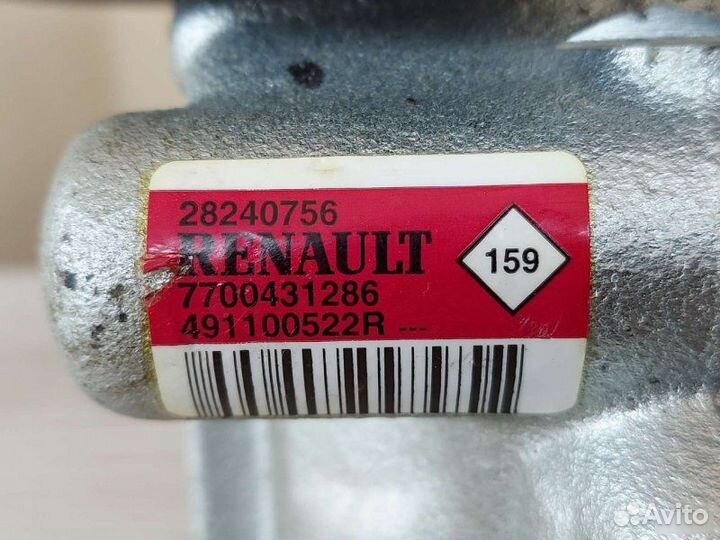 28240756
RENAULT
159
7700431286
491100522R ---
Avito